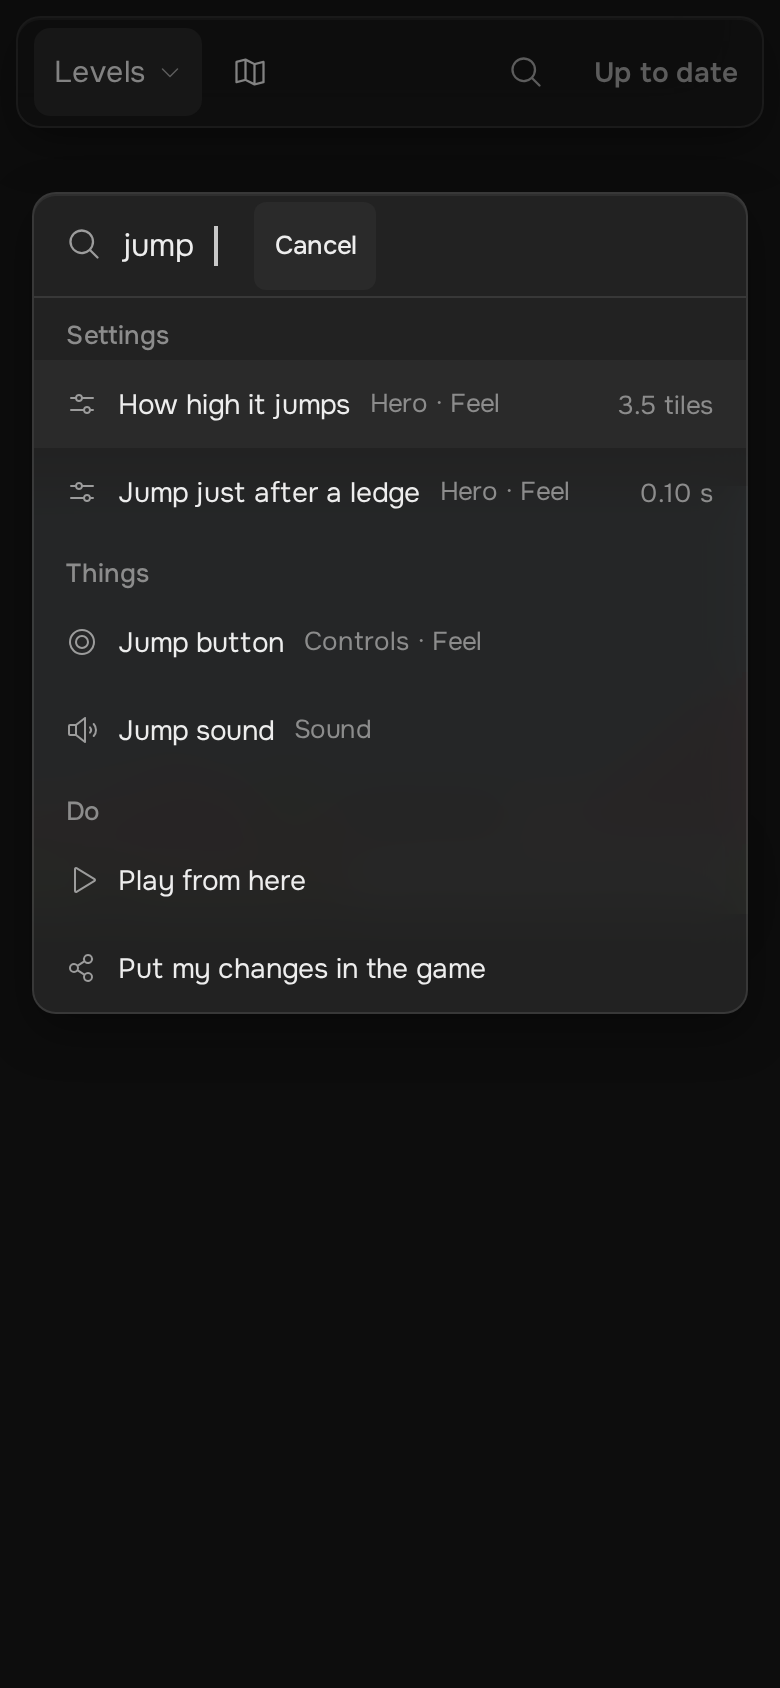 Levels
Up to date
jump
Cancel
Settings
How high it jumps Hero · Feel 3.5 tiles
Jump just after a ledge Hero · Feel 0.10 s
Things
Jump button Controls · Feel
Jump sound Sound
Do
Play from here
Put my changes in the game